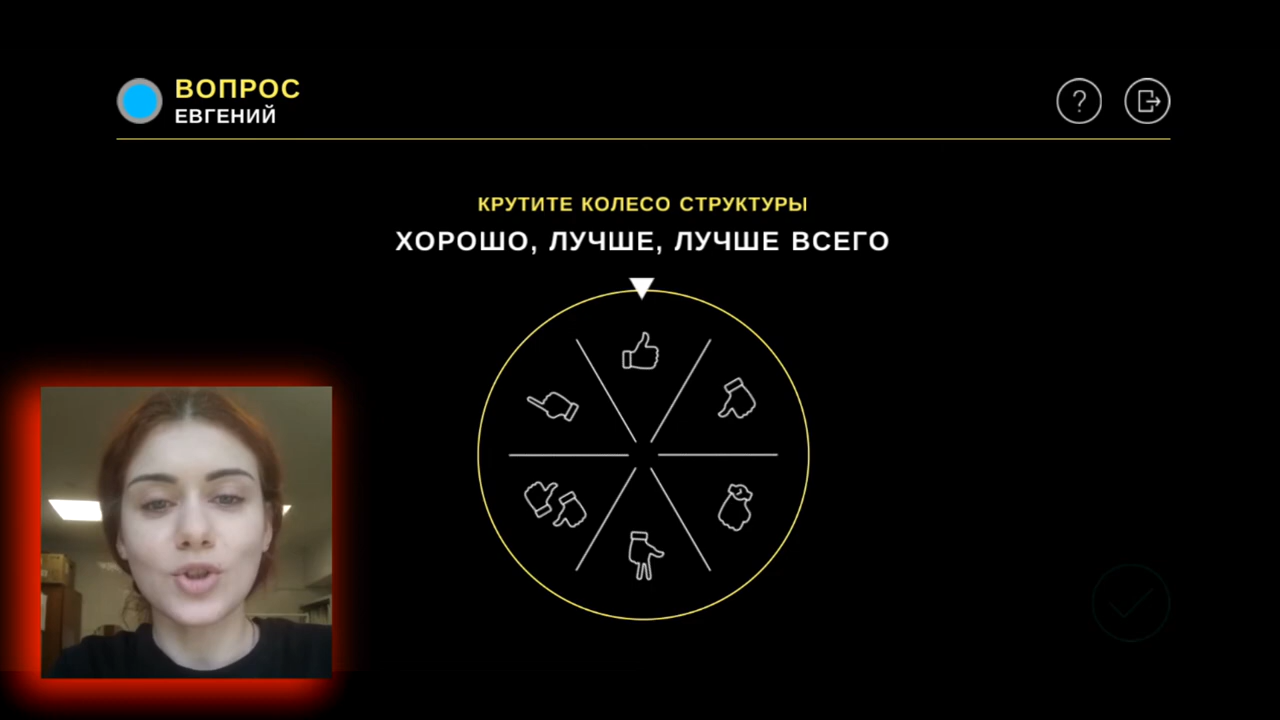 ВОПРОС
ЕВГЕНИЙ
?
КРУТИТЕ КОЛЕСО СТРУКТУРЫ
ХОРОШО, ЛУЧШЕ, ЛУЧШЕ ВСЕГО